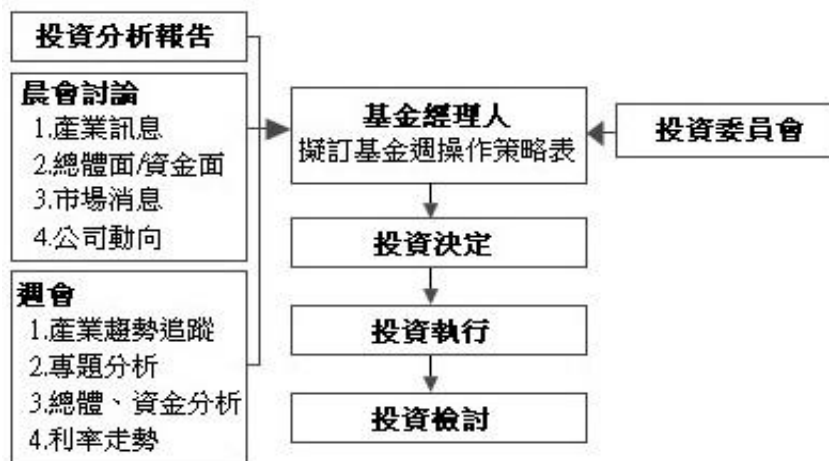 投資分析報告
晨會討論
1.產業訊息
2.總體面/資金面
3.市場消息
4.公司動向
週會
1.產業趨勢追蹤
2.專題分析
3.總體、資金分析
4.利率走勢
基金經理人
擬訂基金週操作策略表
投資委員會
投資決定
投資執行
投資檢討